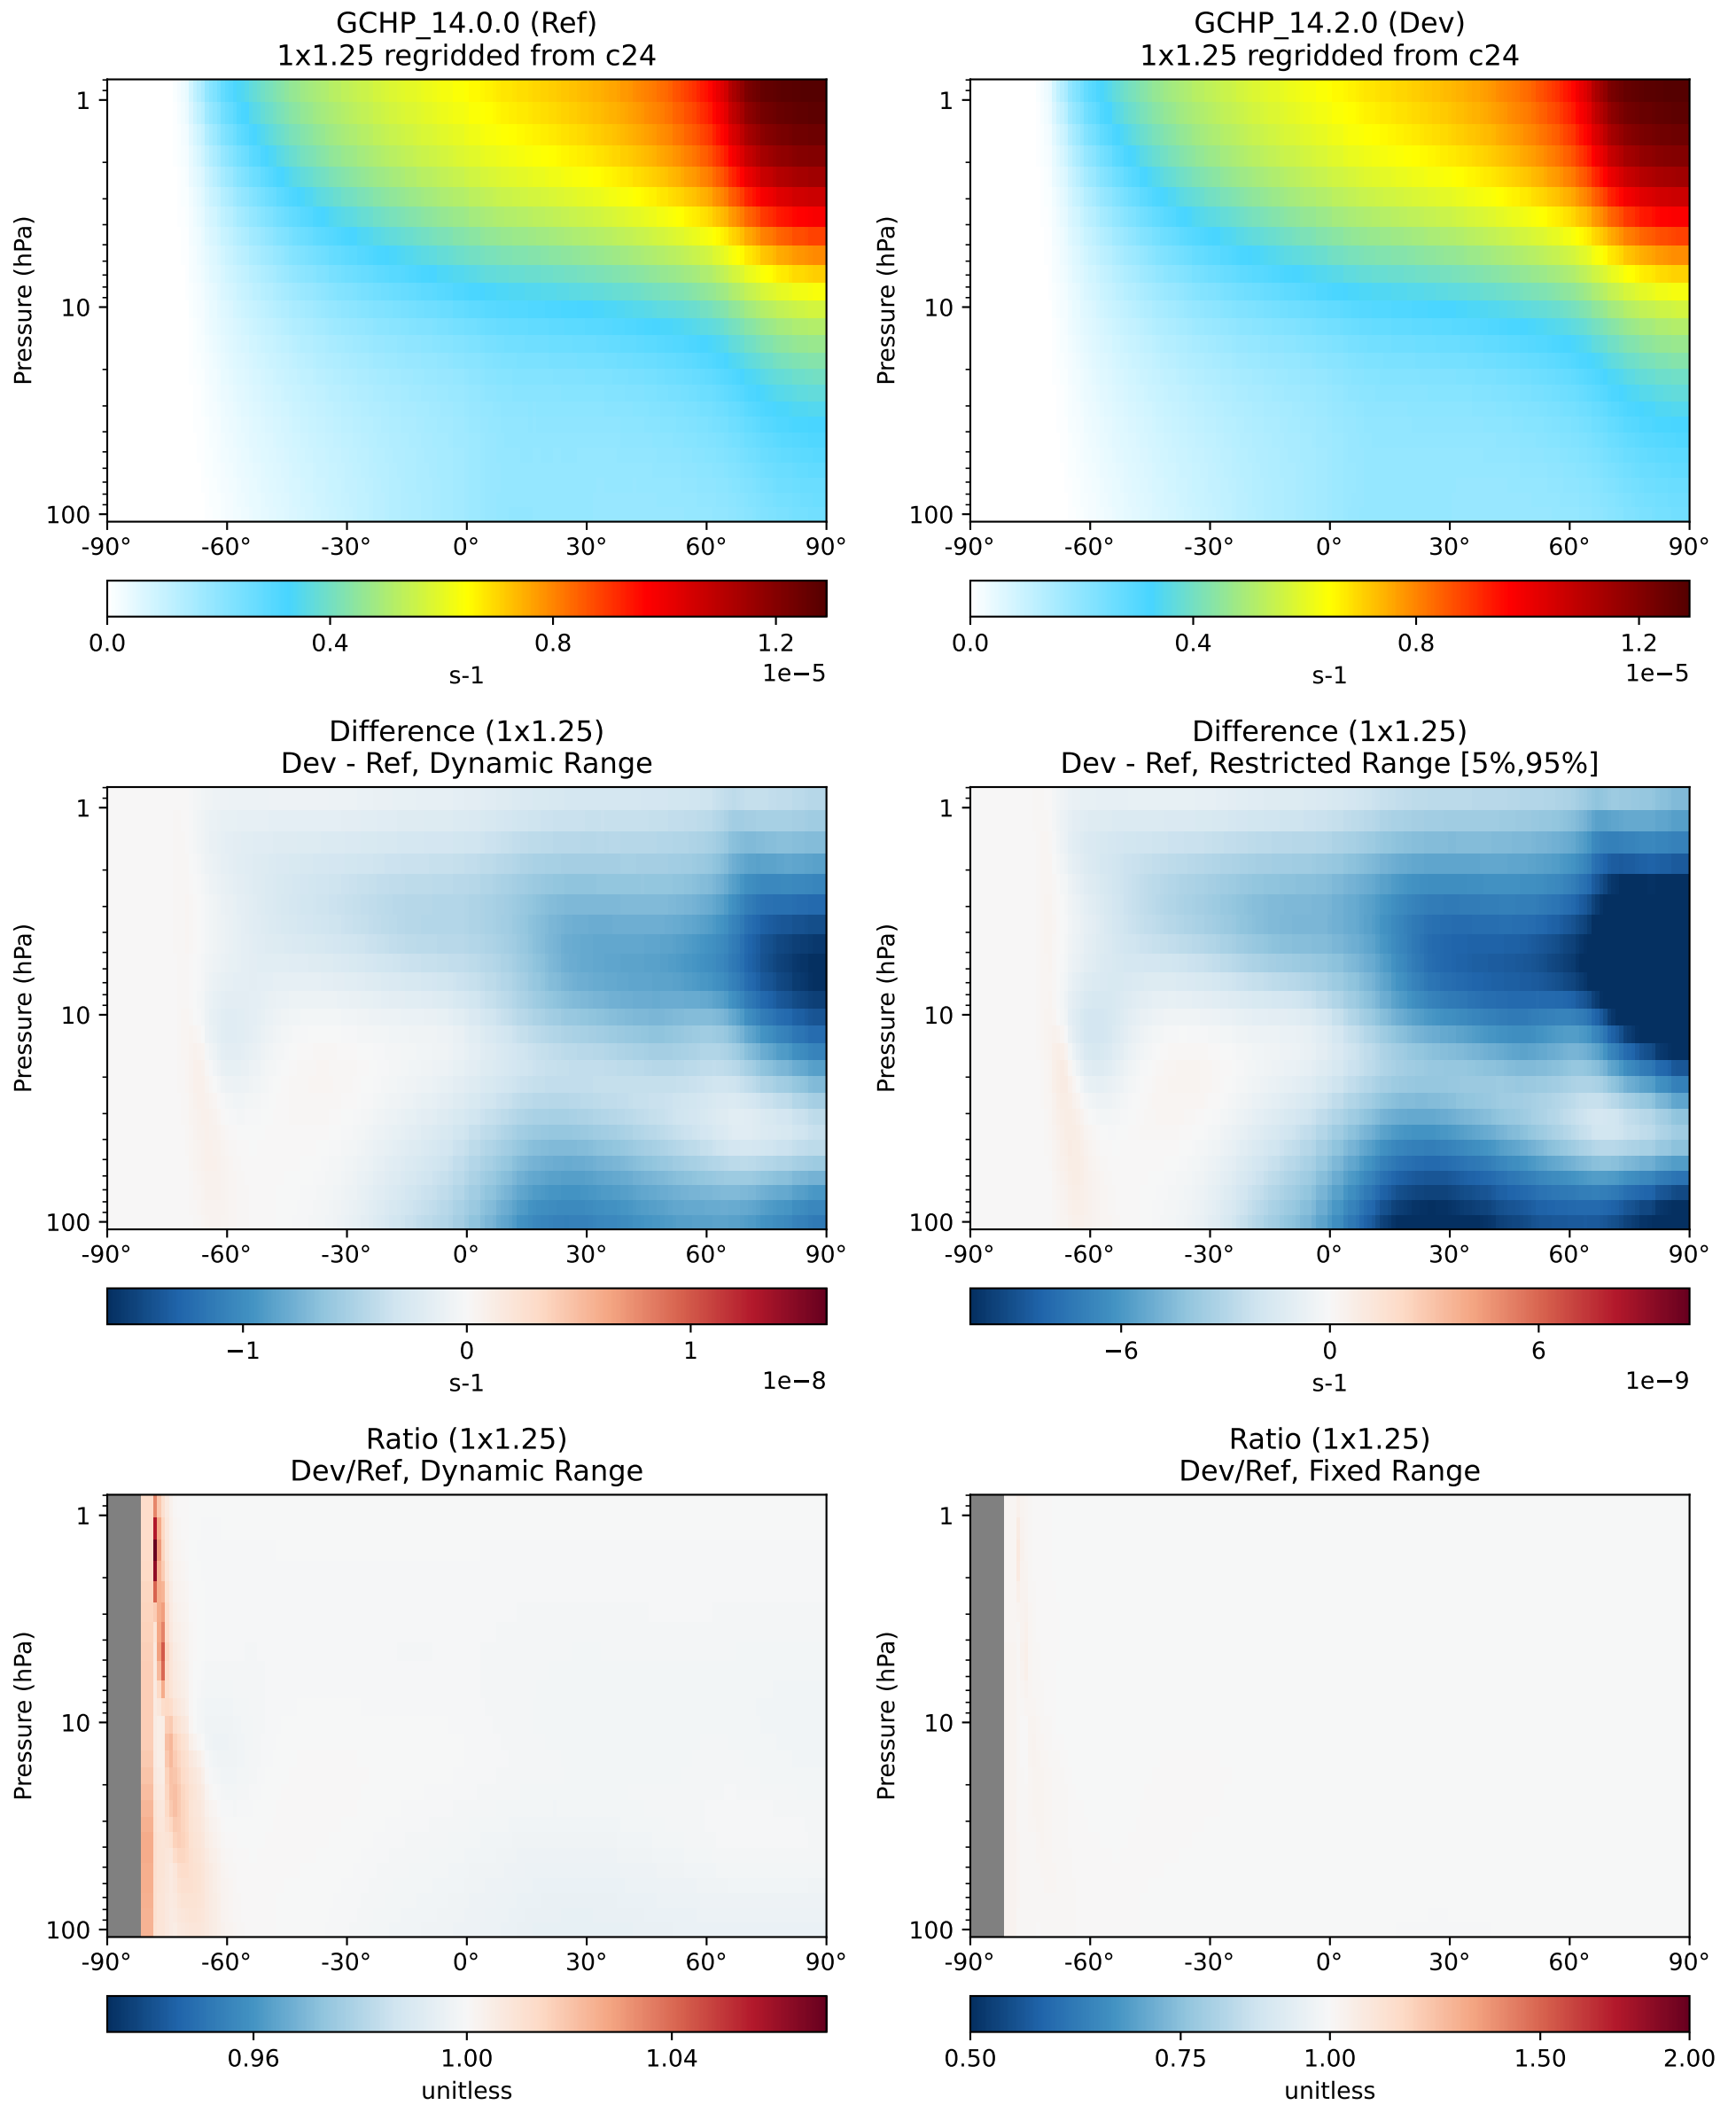 GCHP_14.0.0 (Ref)
1x1.25 regridded from c24
Pressure (hPa)
1
10
100
-90° -60° -30° 0° 30° 60° 90°
0.0 0.4 0.8 1.2
s-1
1e−5
GCHP_14.2.0 (Dev)
1x1.25 regridded from c24
Pressure (hPa)
1
10
100
-90° -60° -30° 0° 30° 60° 90°
0.0 0.4 0.8 1.2
s-1
1e−5
Difference (1x1.25)
Dev - Ref, Dynamic Range
Pressure (hPa)
1
10
100
-90° -60° -30° 0° 30° 60° 90°
−1 0 1
s-1
1e−8
Difference (1x1.25)
Dev - Ref, Restricted Range [5%,95%]
Pressure (hPa)
1
10
100
-90° -60° -30° 0° 30° 60° 90°
−6 0 6
s-1
1e−9
Ratio (1x1.25)
Dev/Ref, Dynamic Range
Pressure (hPa)
1
10
100
-90° -60° -30° 0° 30° 60° 90°
0.96 1.00 1.04
unitless
Ratio (1x1.25)
Dev/Ref, Fixed Range
Pressure (hPa)
1
10
100
-90° -60° -30° 0° 30° 60° 90°
0.50 0.75 1.00 1.50 2.00
unitless